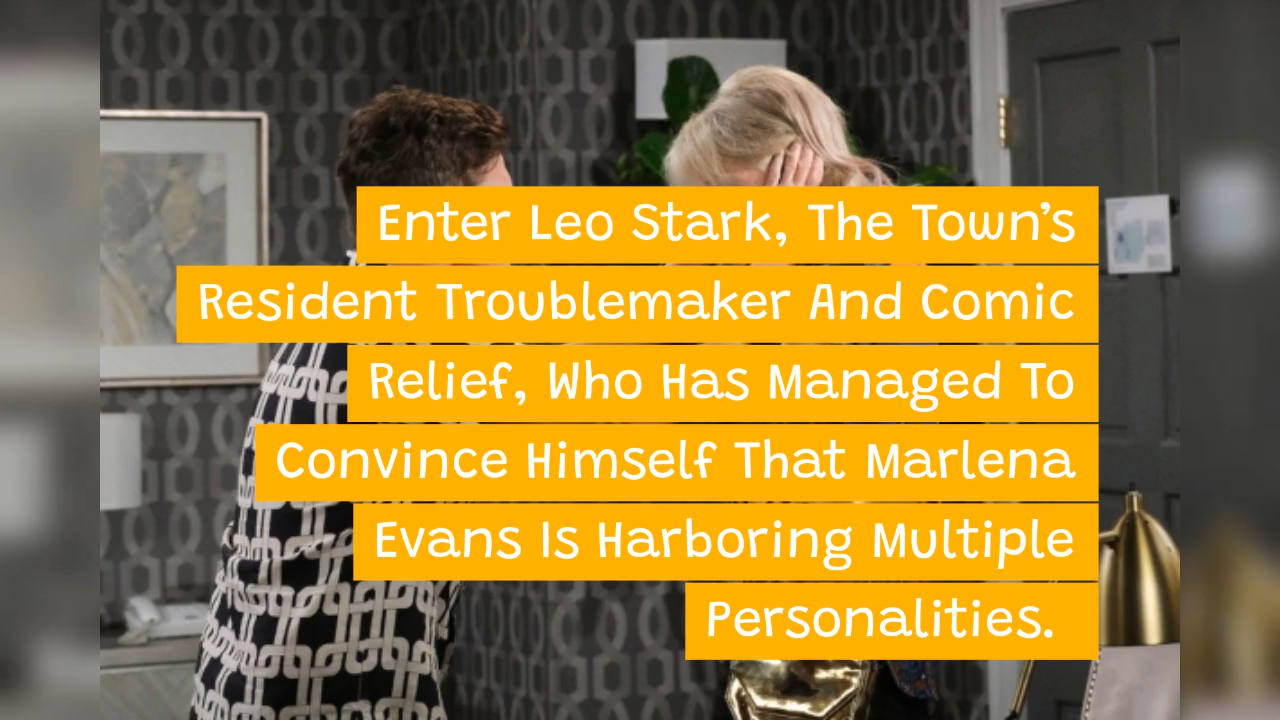 Enter Leo Stark, The Town’s
Resident Troublemaker And Comic
Relief, Who Has Managed To
Convince Himself That Marlena
Evans Is Harboring Multiple
Personalities.